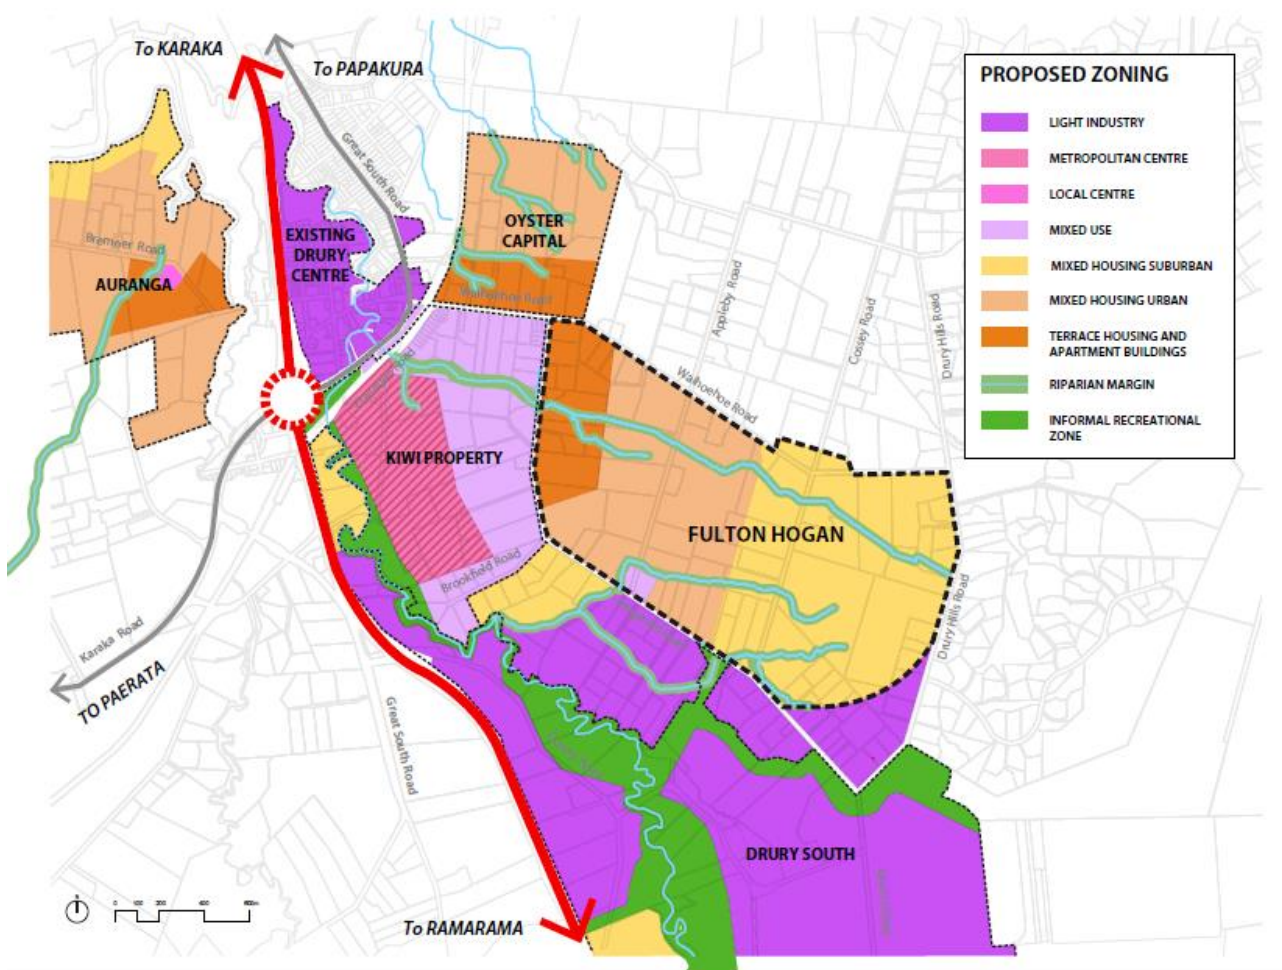 To KARAKA
To PAPAKURA
Great South Road
PROPOSED ZONING
LIGHT INDUSTRY
METROPOLITAN CENTRE
LOCAL CENTRE
MIXED USE
MIXED HOUSING SUBURBAN
MIXED HOUSING URBAN
TERRACE HOUSING AND
APARTMENT BUILDINGS
RIPARIAN MARGIN
INFORMAL RECREATIONAL
ZONE
OYSTER
CAPITAL
EXISTING
DRURY
CENTRE
Bremner Road
AURANGA
Waihoehoe Road
Appleby Road
Cossey Road
Drury Hills Road
Waihoehoe Road
KIWI PROPERTY
FULTON HOGAN
Brookfield Road
Drury Hills Road
Karaka Road
TO PAERATA
Great South Road
DRURY SOUTH
To RAMARAMA
0